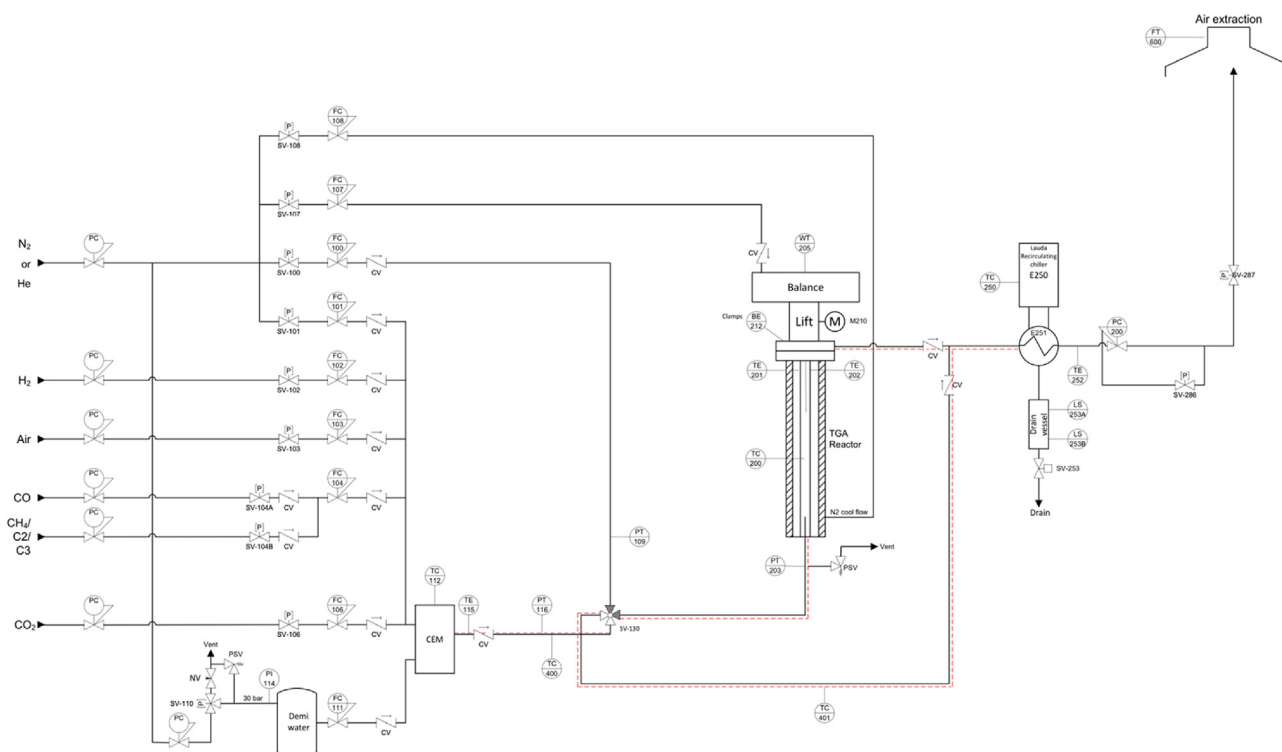 Air extraction
FT
600
FC
108
[P]
SV-108
FC
107
[P]
SV-107
N2
or
He
PC
FC
100
[P]
SV-100
CV
FC
101
[P]
SV-101
CV
H2
PC
FC
102
[P]
SV-102
CV
Air
PC
FC
103
[P]
SV-103
CV
CO
PC
[P]
SV-104A
CV
FC
104
CV
CH4/
C2/
C3
PC
[P]
SV-104B
CV
CO2
PC
[P]
SV-106
FC
106
CV
Vent
PSV
NV
SV-110
[P]
30 bar
PI
114
PC
Demi
water
FC
111
CV
TC
112
CEM
TE
115
CV
PT
116
TC
400
PT
109
SV-130
TC
401
CV
WT
205
Balance
Clamps
BE
212
Lift
M
M210
TE
201
TE
202
TGA
Reactor
TC
200
N2 cool flow
PT
203
PSV
Vent
CV
CV
Lauda
Recirculating
chiller
E250
TC
250
E251
TE
252
PC
200
[P]
SV-286
[P]
SV-287
Drain
vessel
LS
253A
LS
253B
SV-253
Drain